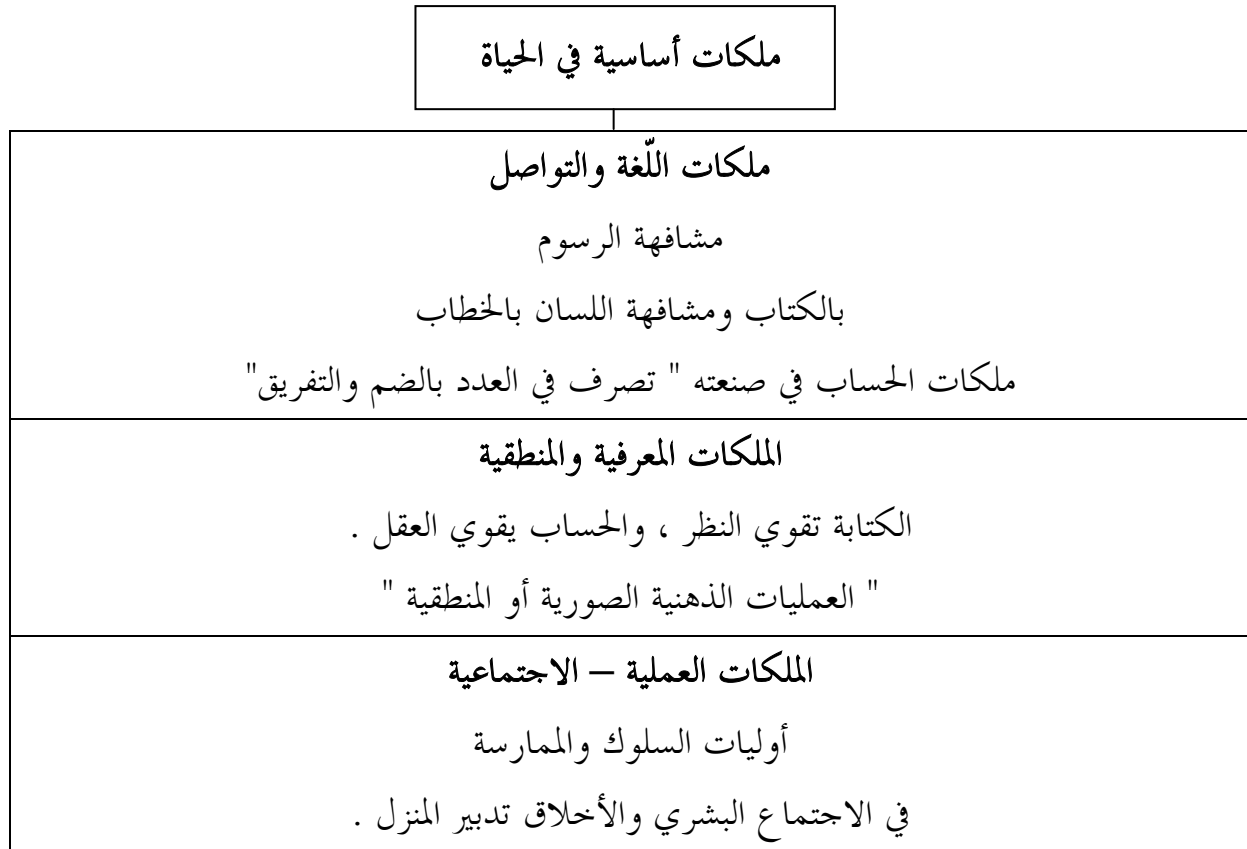 ملكات أساسية في الحياة
ملكات اللّغة والتواصل
مشافهة الرسوم
بالكتاب ومشافهة اللسان بالخطاب
ملكات الحساب في صنعته " تصرف في العدد بالضم والتفريق"
الملكات المعرفية والمنطقية
الكتابة تقوي النظر ، والحساب يقوي العقل .
" العمليات الذهنية الصورية أو المنطقية "
الملكات العملية – الاجتماعية
أوليات السلوك والممارسة
في الاجتماع البشري والأخلاق تدبير المنزل .